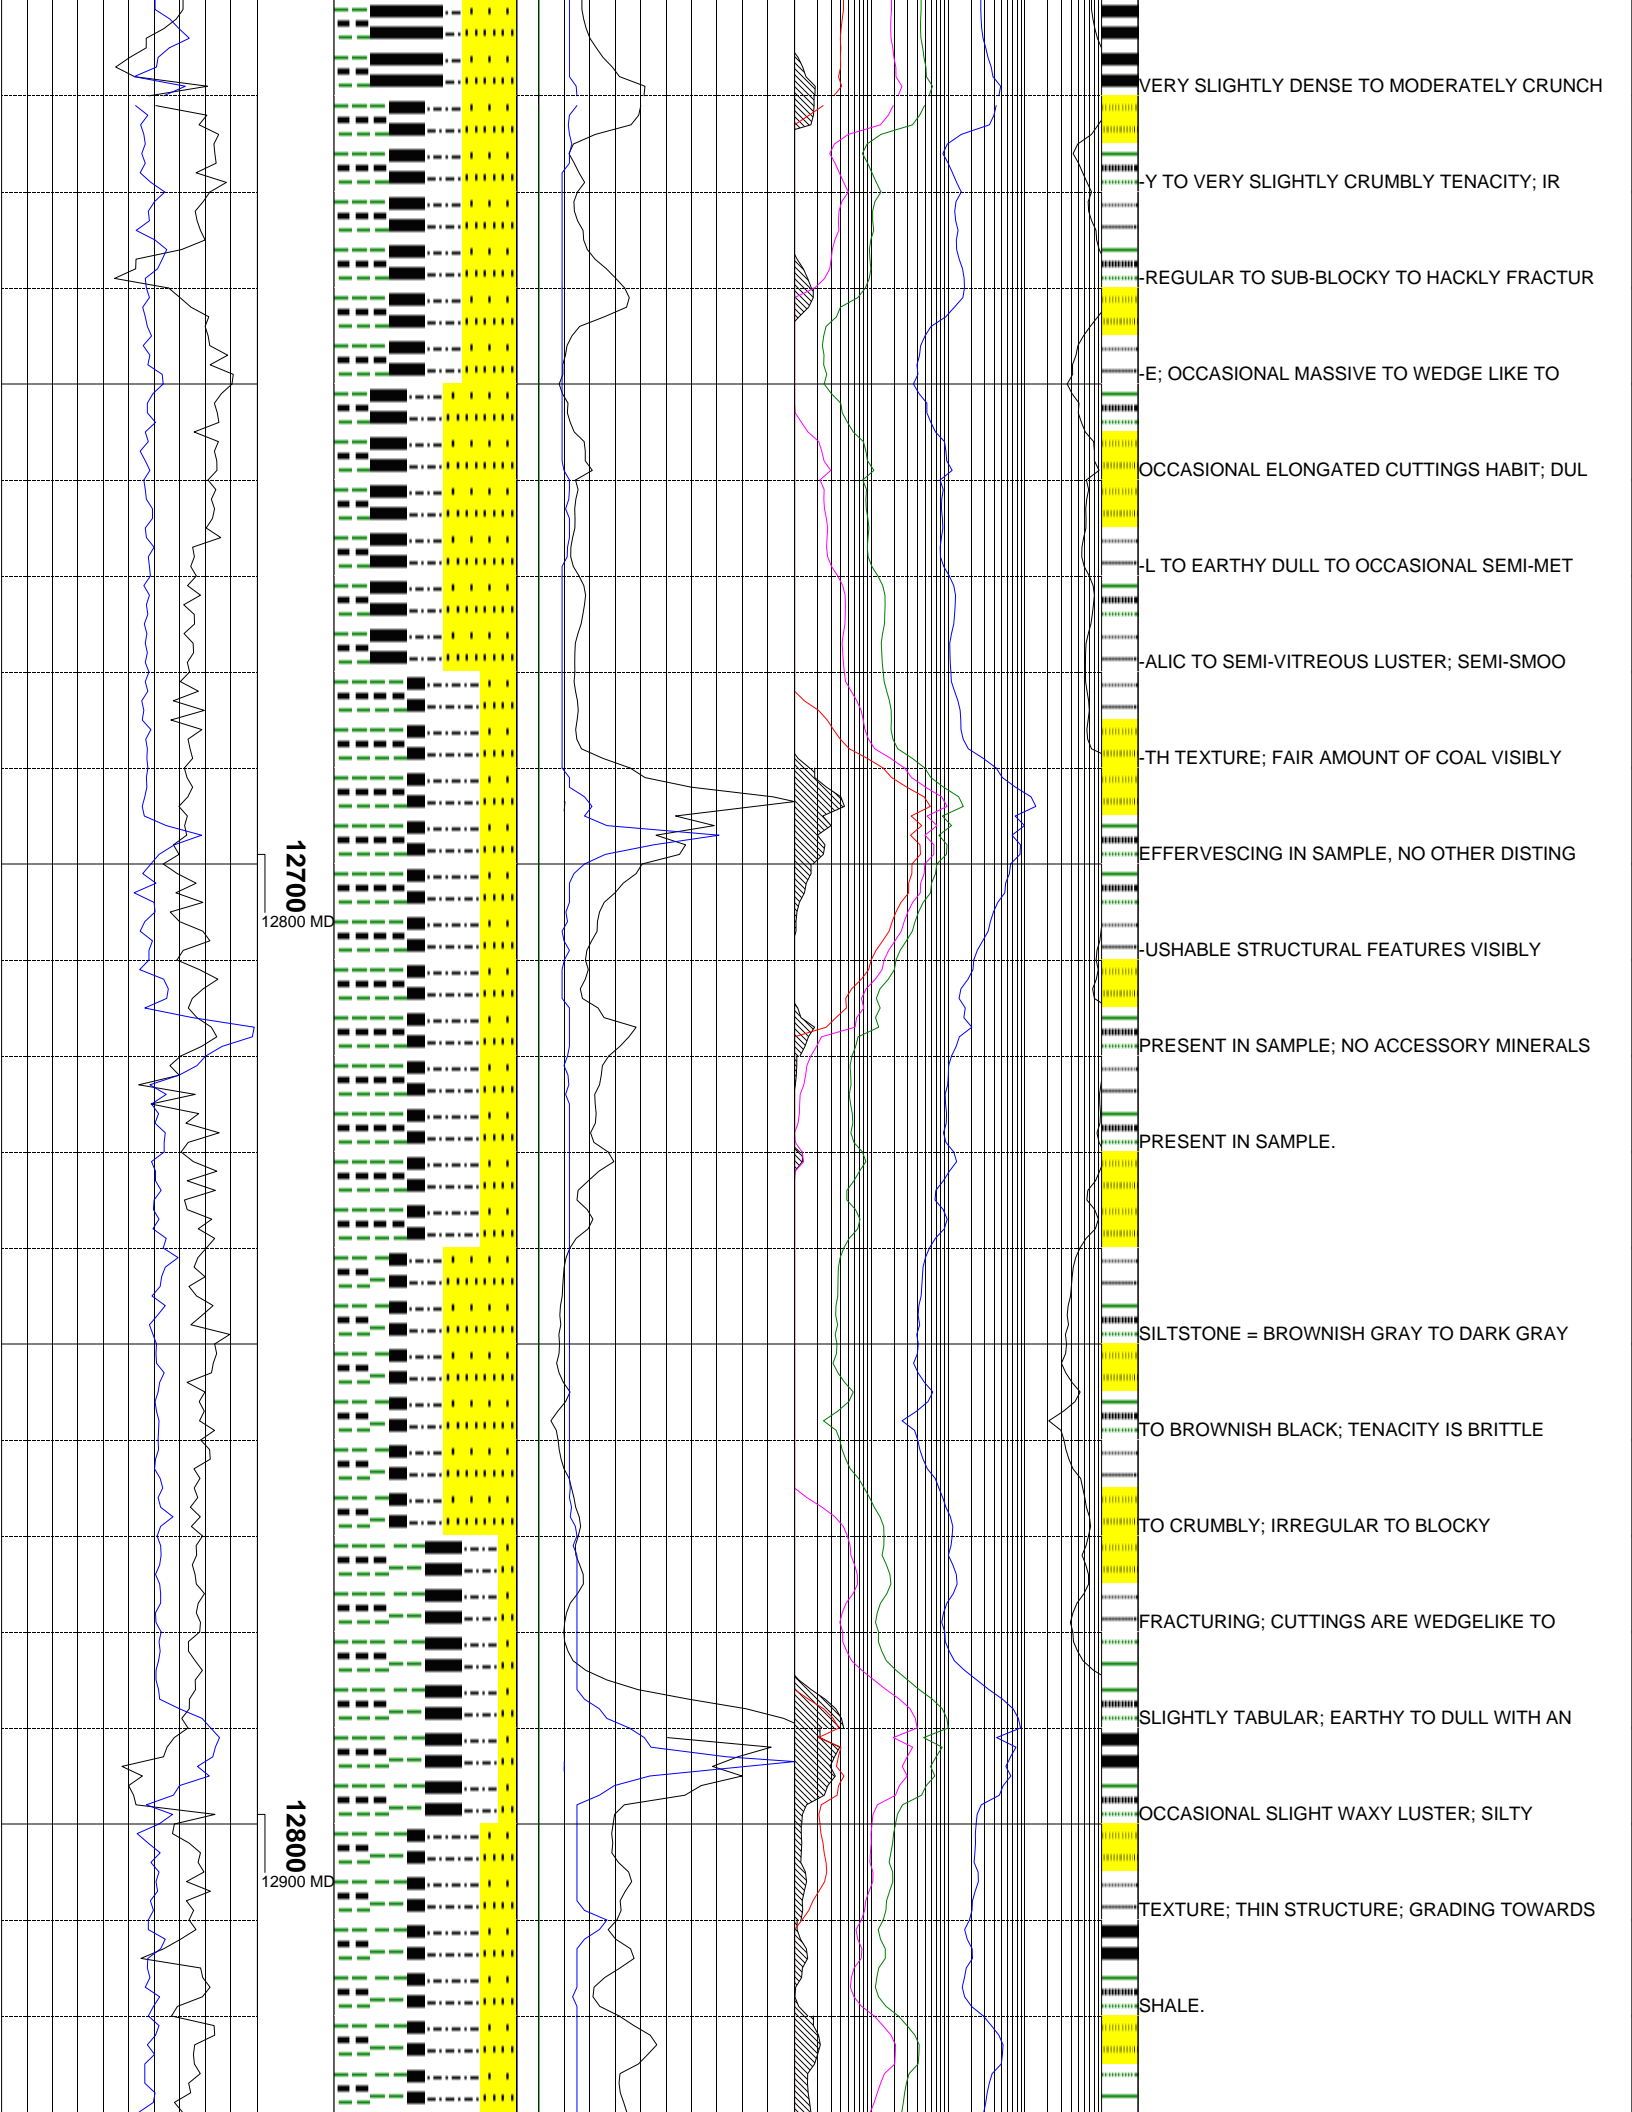 VERY SLIGHTLY DENSE TO MODERATELY CRUNCH
-Y TO VERY SLIGHTLY CRUMBLY TENACITY; IR
-REGULAR TO SUB-BLOCKY TO HACKLY FRACTUR
-E; OCCASIONAL MASSIVE TO WEDGE LIKE TO
OCCASIONAL ELONGATED CUTTINGS HABIT; DUL
-L TO EARTHY DULL TO OCCASIONAL SEMI-MET
-ALIC TO SEMI-VITREOUS LUSTER; SEMI-SMOO
-TH TEXTURE; FAIR AMOUNT OF COAL VISIBLY
EFFERVESCING IN SAMPLE, NO OTHER DISTING
12700
12800 MD
-USHABLE STRUCTURAL FEATURES VISIBLY
PRESENT IN SAMPLE; NO ACCESSORY MINERALS
PRESENT IN SAMPLE.
SILTSTONE = BROWNISH GRAY TO DARK GRAY
TO BROWNISH BLACK; TENACITY IS BRITTLE
TO CRUMBLY; IRREGULAR TO BLOCKY
FRACTURING; CUTTINGS ARE WEDGELIKE TO
SLIGHTLY TABULAR; EARTHY TO DULL WITH AN
OCCASIONAL SLIGHT WAXY LUSTER; SILTY
12800
12900 MD
TEXTURE; THIN STRUCTURE; GRADING TOWARDS
SHALE.